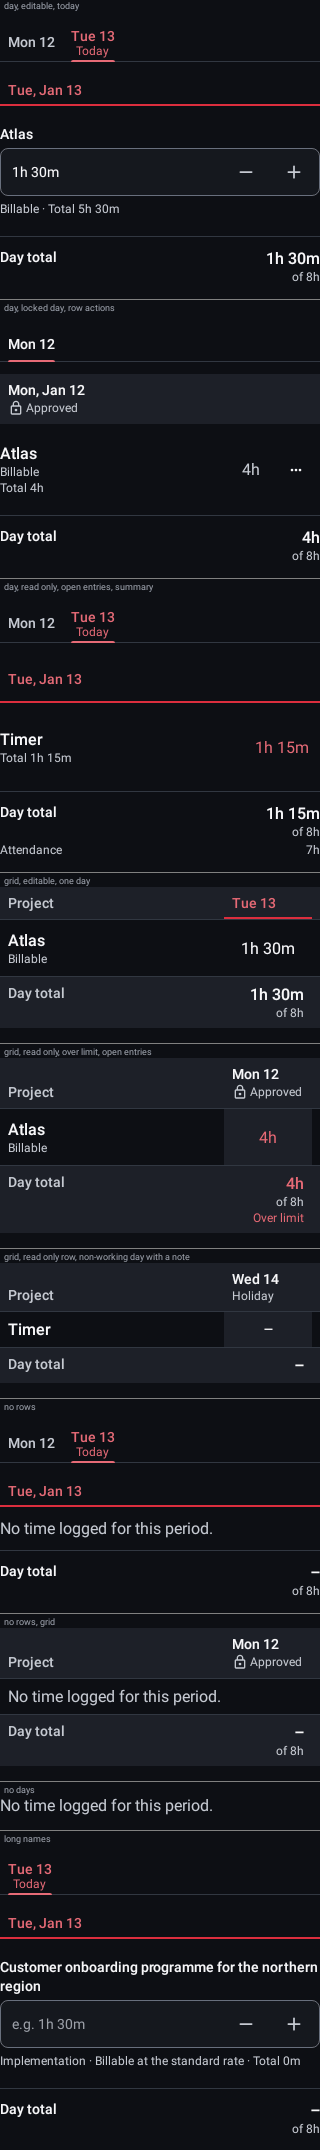 day, editable, today
Mon 12 Tue 13
Today
Tue, Jan 13
Atlas
1h 30m − +
Billable · Total 5h 30m
Day total 1h 30m
of 8h
day, locked day, row actions
Mon 12
Mon, Jan 12
Approved
Atlas
Billable
Total 4h
4h ···
Day total 4h
of 8h
day, read only, open entries, summary
Mon 12 Tue 13
Today
Tue, Jan 13
Timer
Total 1h 15m
1h 15m
Day total 1h 15m
of 8h
Attendance 7h
grid, editable, one day
Project Tue 13
Atlas
Billable
1h 30m
Day total 1h 30m
of 8h
grid, read only, over limit, open entries
Mon 12
Project Approved
Atlas
Billable
4h
Day total 4h
of 8h
Over limit
grid, read only row, non-working day with a note
Wed 14
Project Holiday
Timer –
Day total –
no rows
Mon 12 Tue 13
Today
Tue, Jan 13
No time logged for this period.
Day total –
of 8h
no rows, grid
Mon 12
Project Approved
No time logged for this period.
Day total –
of 8h
no days
No time logged for this period.
long names
Tue 13
Today
Tue, Jan 13
Customer onboarding programme for the northern
region
e.g. 1h 30m − +
Implementation · Billable at the standard rate · Total 0m
Day total –
of 8h